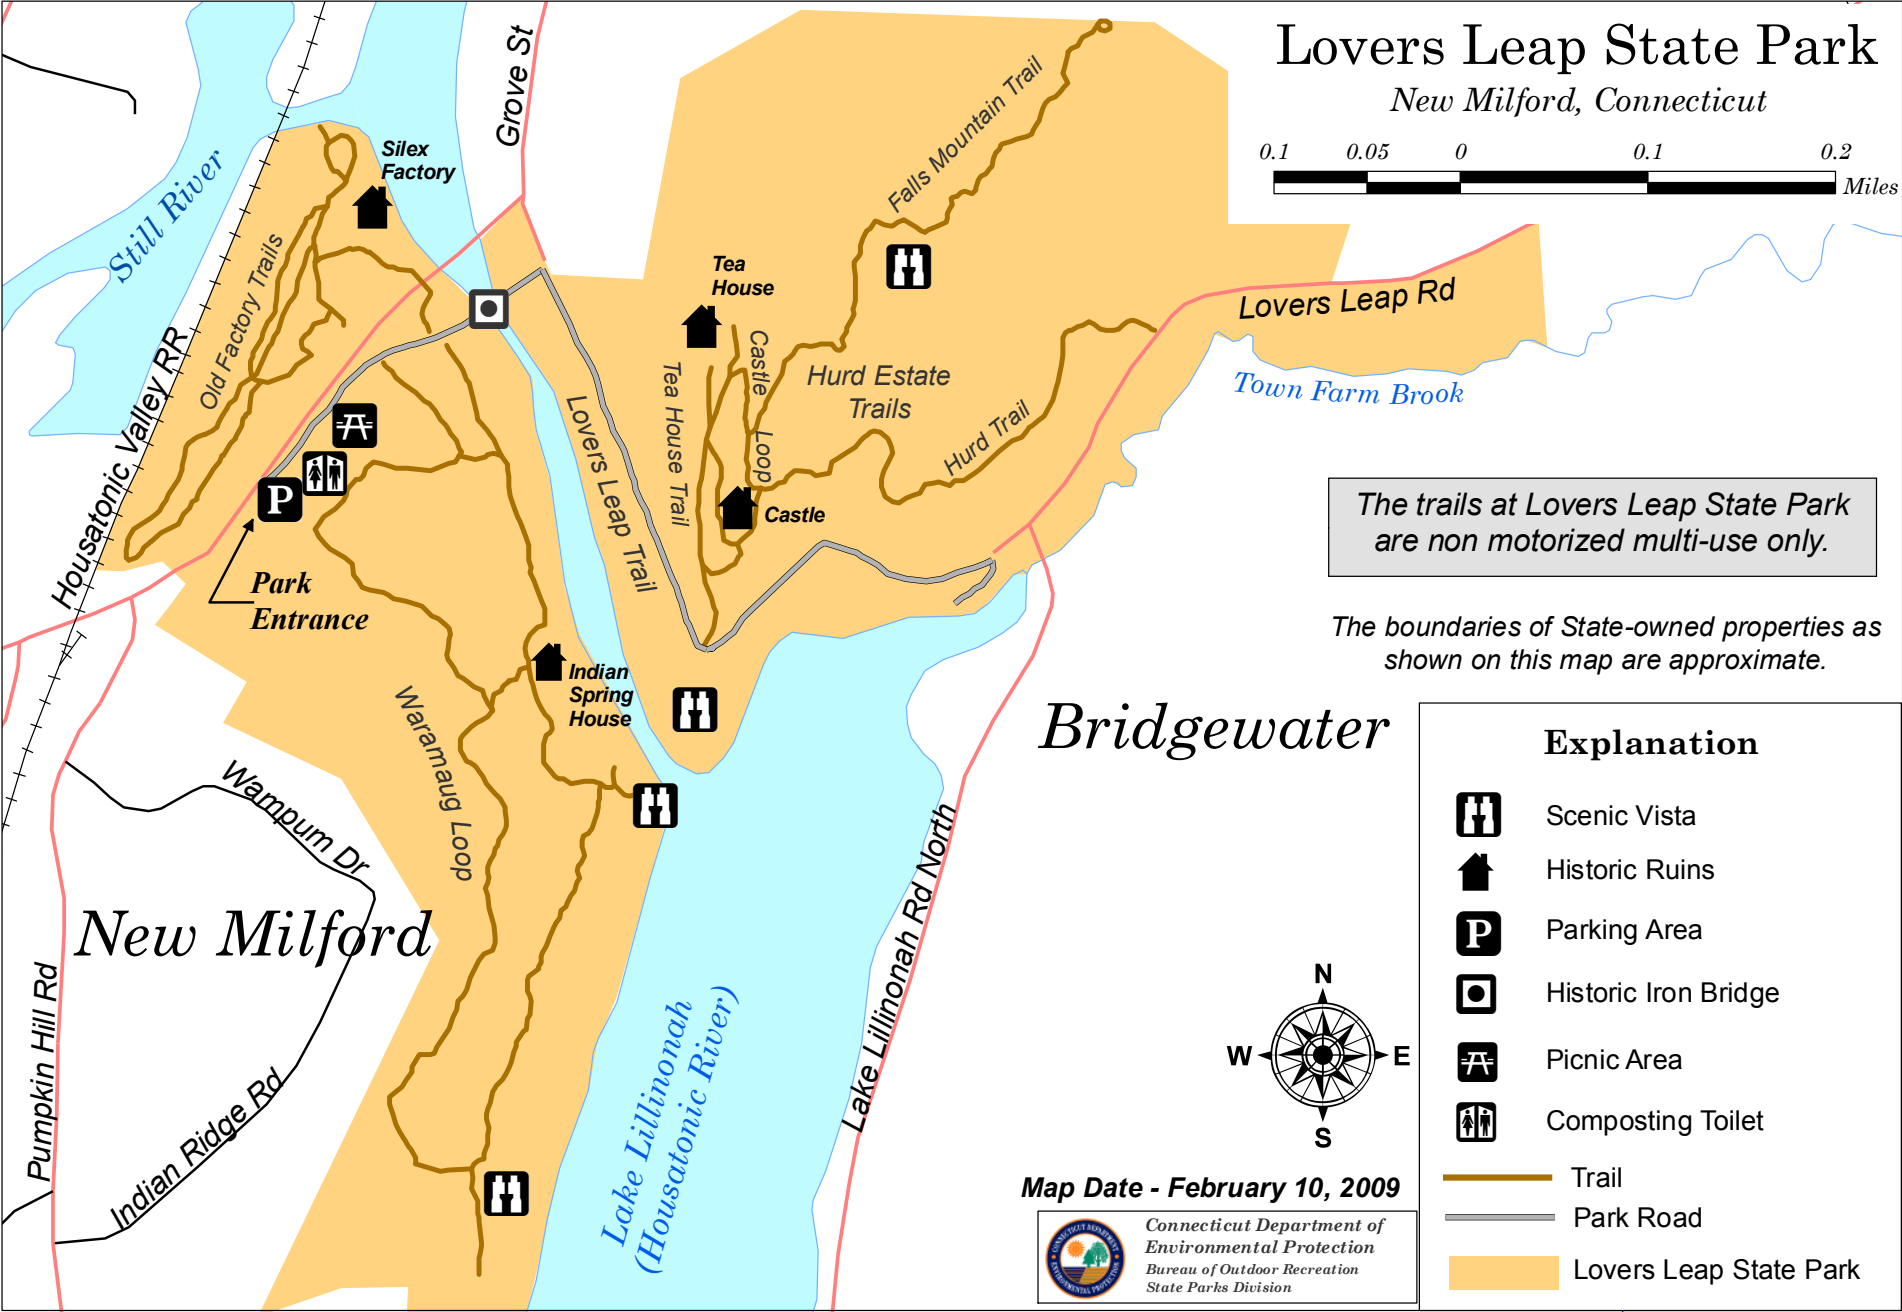 Lovers Leap State Park
New Milford, Connecticut
0.1 0.05 0 0.1 0.2
Miles
Grove St
Silex
Factory
Still River
Old Factory Trails
Housatonic Valley RR
Falls Mountain Trail
Tea
House
Castle Loop
Tea House Trail
Hurd Estate
Trails
Hurd Trail
Lovers Leap Rd
Town Farm Brook
Lovers Leap Trail
Castle
P
Park
Entrance
The trails at Lovers Leap State Park
are non motorized multi-use only.
The boundaries of State-owned properties as
shown on this map are approximate.
Indian
Spring
House
Waramaug Loop
Bridgewater
Wampum Dr
New Milford
Pumpkin Hill Rd
Indian Ridge Rd
Lake Lillinonah
(Housatonic River)
Lake Lillinonah Rd North
N
W E
S
Explanation
Scenic Vista
Historic Ruins
P Parking Area
Historic Iron Bridge
Picnic Area
Composting Toilet
Trail
Park Road
Lovers Leap State Park
Map Date - February 10, 2009
CONNECTICUT DEPARTMENT
ENVIRONMENTAL PROTECTION
Connecticut Department of
Environmental Protection
Bureau of Outdoor Recreation
State Parks Division